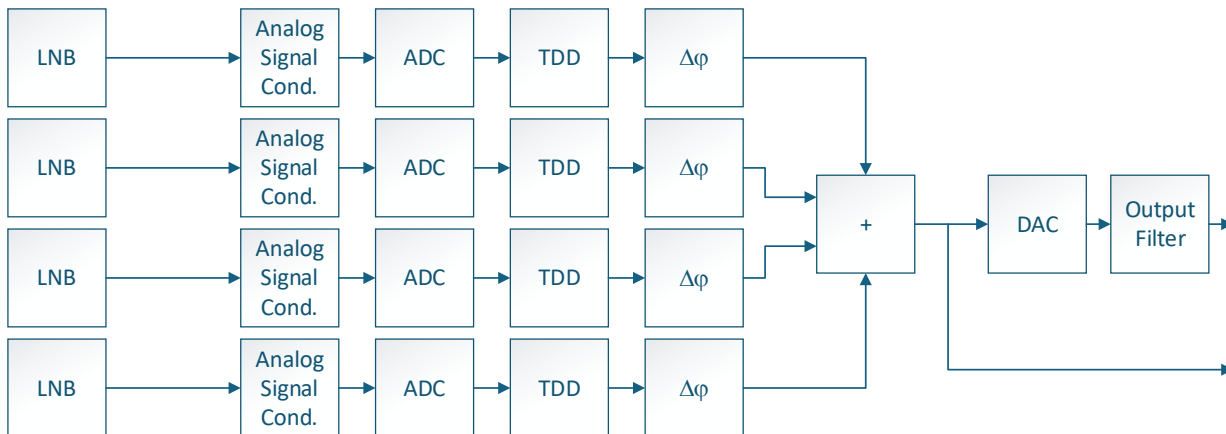 LNB
Analog
Signal
Cond.
ADC
TDD
Δφ
LNB
Analog
Signal
Cond.
ADC
TDD
Δφ
LNB
Analog
Signal
Cond.
ADC
TDD
Δφ
LNB
Analog
Signal
Cond.
ADC
TDD
Δφ
+
DAC
Output
Filter